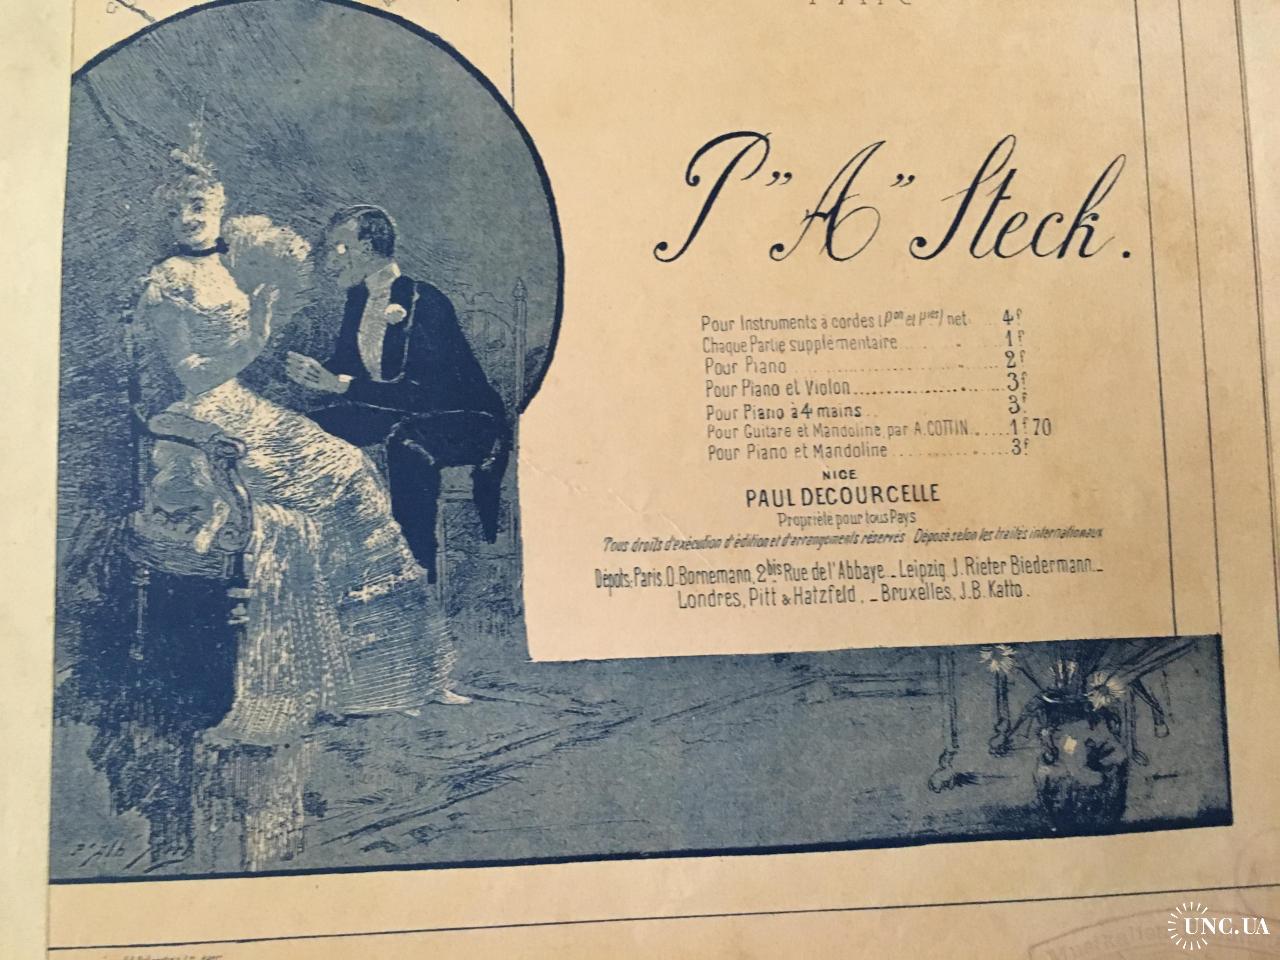 PAR
P "A" Steck.
Pour Instruments à cordes (Pon et Pies) net ... 4f
Chaque Partie supplémentaire ... 1f
Pour Piano ... 2f
Pour Piano et Violon ... 3f
Pour Piano à 4 mains .. 3f
Pour Guitare et Mandoline, par A. COTTIN ... 1f 70
Pour Piano et Mandoline ... 3f
NICE
PAUL DECOURCELLE
Propriété pour tous Pays
Tous droits d'exécution d'édition et d'arrangements réservés Déposé selon les traités internationaux
Dépots: Paris, O. Bornemann, 2bis Rue de l'Abbaye _ Leipzig J. Rieter Biedermann _
Londres, Pitt & Hatzfeld, _ Bruxelles, J.B. Katto.
UNC.UA